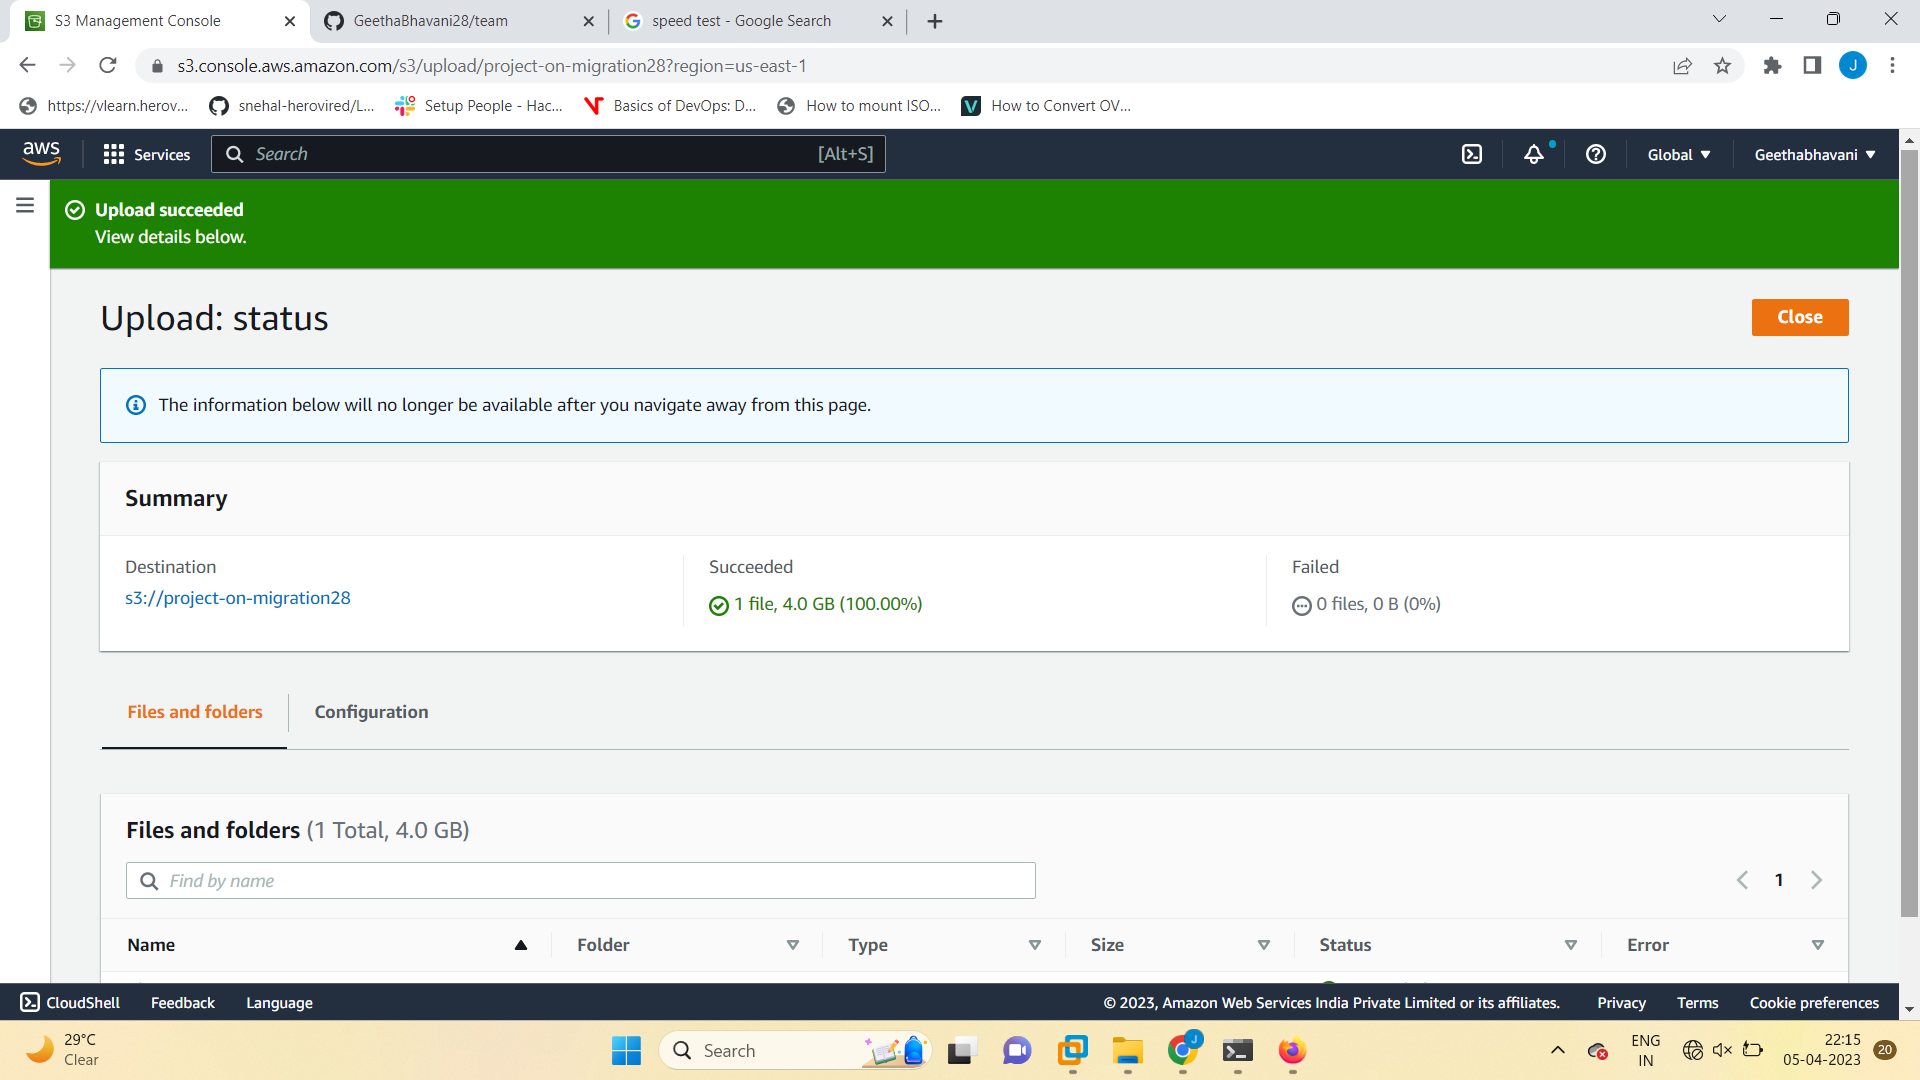 S3 Management Console
GeethaBhavani28/team
speed test - Google Search
s3.console.aws.amazon.com/s3/upload/project-on-migration28?region=us-east-1
J
https://vlearn.herov...
snehal-herovired/L...
Setup People - Hac...
Basics of DevOps: D...
How to mount ISO...
How to Convert OV...
aws
Services
Search
[Alt+S]
Global
Geethabhavani
Upload succeeded
View details below.
Upload: status
Close
The information below will no longer be available after you navigate away from this page.
Summary
Destination
s3://project-on-migration28
Succeeded
1 file, 4.0 GB (100.00%)
Failed
0 files, 0 B (0%)
Files and folders
Configuration
Files and folders (1 Total, 4.0 GB)
Find by name
1
Name
Folder
Type
Size
Status
Error
CloudShell
Feedback
Language
© 2023, Amazon Web Services India Private Limited or its affiliates.
Privacy
Terms
Cookie preferences
29°C
Clear
Search
J
ENG
IN
22:15
05-04-2023
20